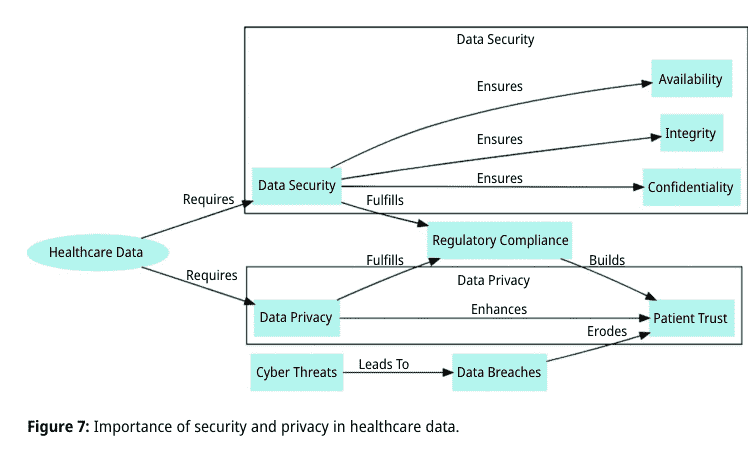 Data Security
Availability
Ensures
Integrity
Ensures
Ensures
Data Security
Confidentiality
Requires
Fulfills
Healthcare Data
Regulatory Compliance
Requires
Fulfills
Builds
Data Privacy
Data Privacy
Enhances
Patient Trust
Erodes
Cyber Threats
Leads To
Data Breaches
Figure 7: Importance of security and privacy in healthcare data.